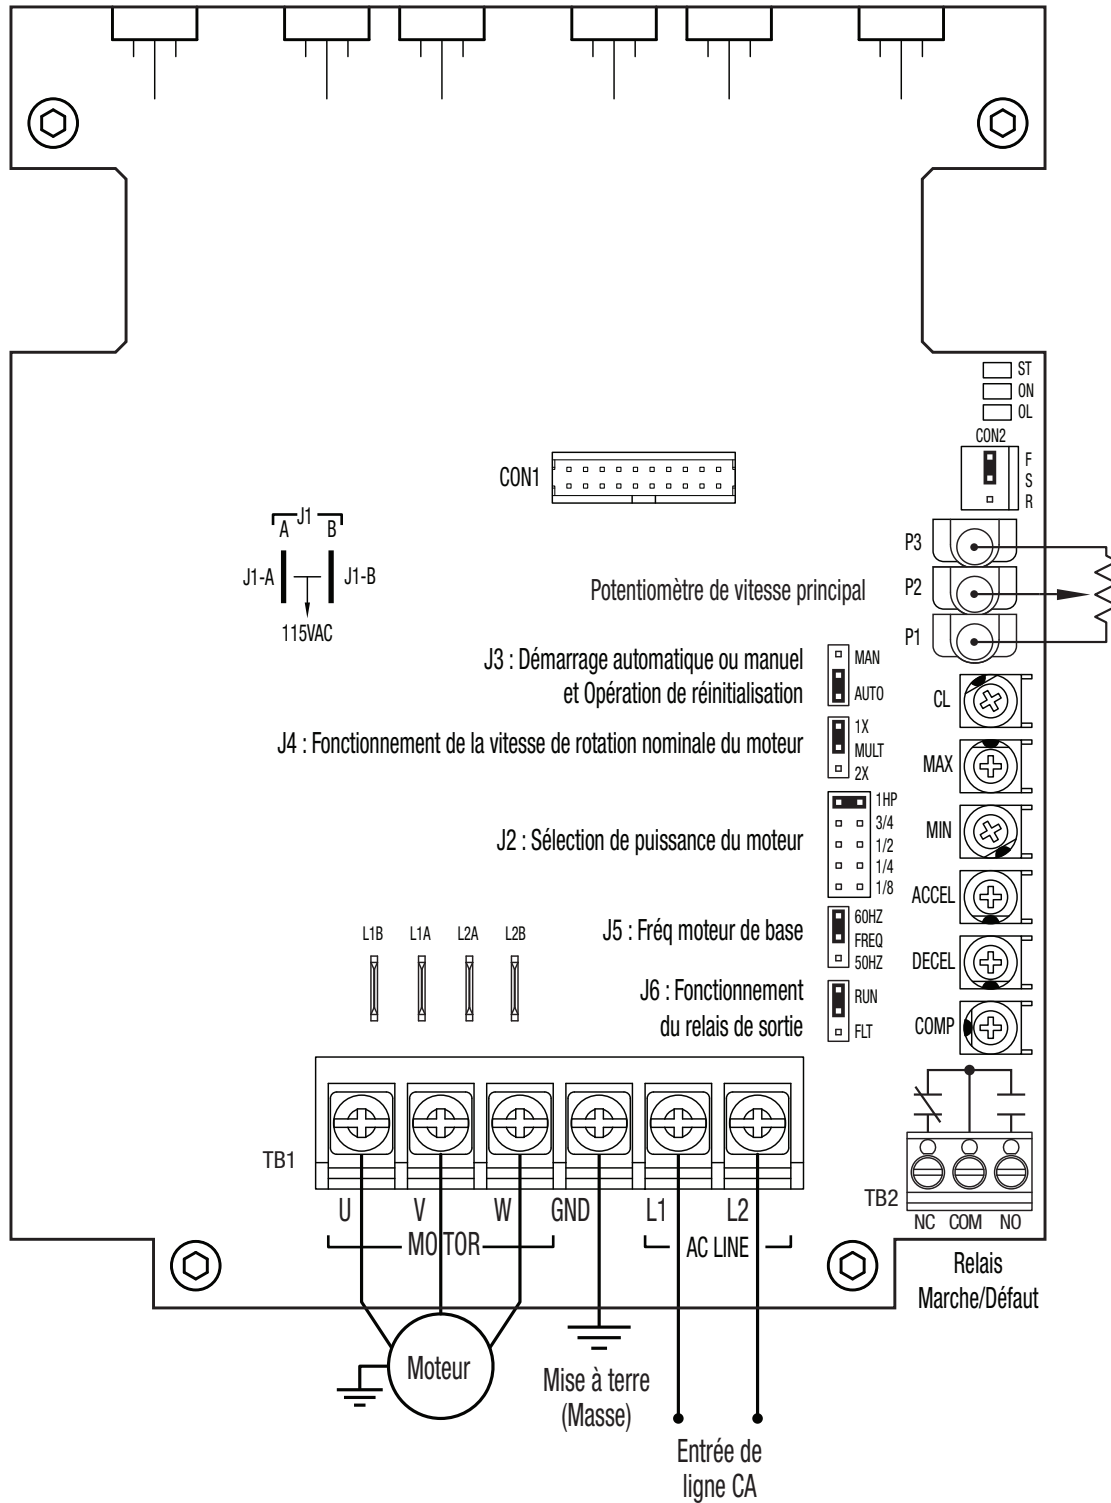 ST
ON
OL
CON2
F
S
R
CON1
J1
A B
J1-A J1-B
115VAC
P3
P2
P1
Potentiomètre de vitesse principal
J3 : Démarrage automatique ou manuel
et Opération de réinitialisation
MAN
AUTO
J4 : Fonctionnement de la vitesse de rotation nominale du moteur
1X
MULT
2X
J2 : Sélection de puissance du moteur
1HP
3/4
1/2
1/4
1/8
J5 : Fréq moteur de base
60HZ
FREQ
50HZ
J6 : Fonctionnement
du relais de sortie
RUN
FLT
CL
MAX
MIN
ACCEL
DECEL
COMP
L1B L1A L2A L2B
TB1
U V W GND L1 L2
MOTOR AC LINE
TB2
NC COM NO
Relais
Marche/Défaut
Moteur
Mise à terre
(Masse)
Entrée de
ligne CA